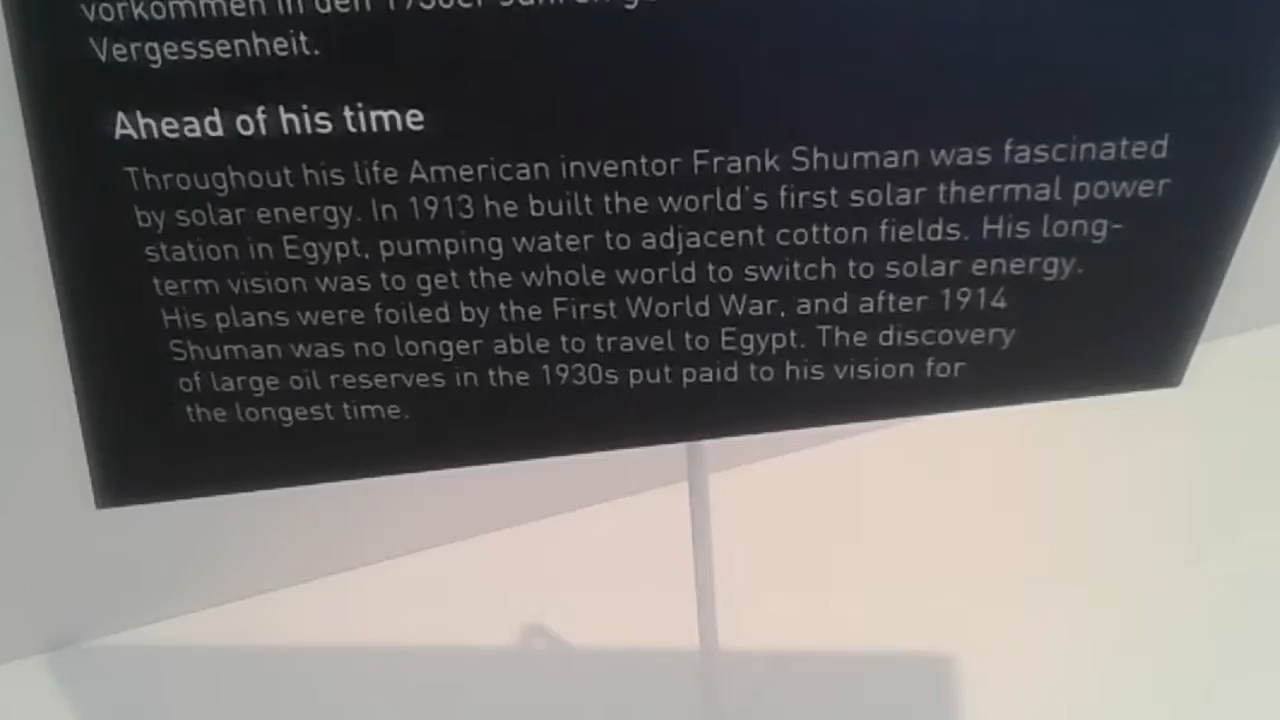 vorkommen in den 1930er
Vergessenheit.
Ahead of his time
Throughout his life American inventor Frank Shuman was fascinated
by solar energy. In 1913 he built the world's first solar thermal power
station in Egypt, pumping water to adjacent cotton fields. His long-
term vision was to get the whole world to switch to solar energy.
His plans were foiled by the First World War, and after 1914
Shuman was no longer able to travel to Egypt. The discovery
of large oil reserves in the 1930s put paid to his vision for
the longest time.